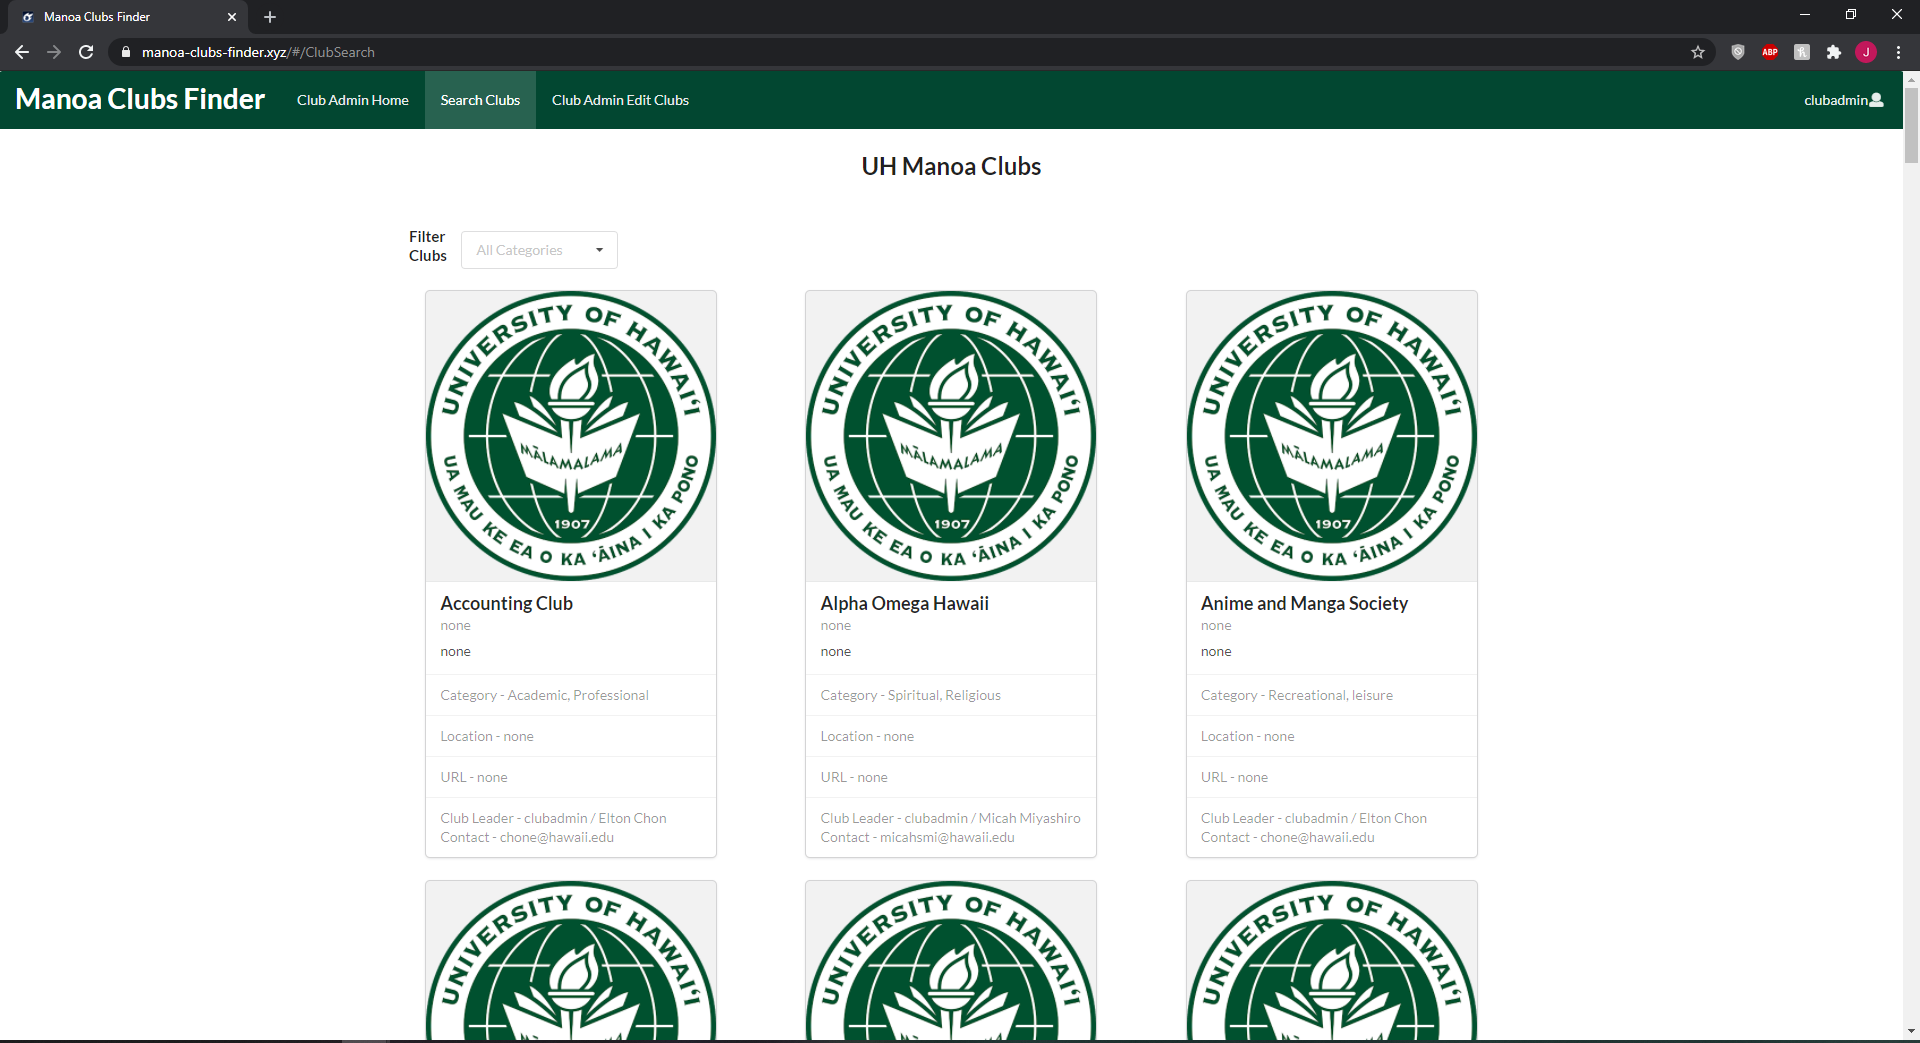 Manoa Clubs Finder
manoa-clubs-finder.xyz/#/ClubSearch
ABP
J
Manoa Clubs Finder
Club Admin Home
Search Clubs
Club Admin Edit Clubs
clubadmin
UH Manoa Clubs
Filter
Clubs
All Categories
UNIVERSITY OF HAWAIʻI
MĀLAMALAMA
1907
UA MAU KE EA O KA ʻĀINA I KA PONO
UNIVERSITY OF HAWAIʻI
MĀLAMALAMA
1907
UA MAU KE EA O KA ʻĀINA I KA PONO
UNIVERSITY OF HAWAIʻI
MĀLAMALAMA
1907
UA MAU KE EA O KA ʻĀINA I KA PONO
Accounting Club
none
none
Category - Academic, Professional
Location - none
URL - none
Club Leader - clubadmin / Elton Chon
Contact - chone@hawaii.edu
Alpha Omega Hawaii
none
none
Category - Spiritual, Religious
Location - none
URL - none
Club Leader - clubadmin / Micah Miyashiro
Contact - micahsmi@hawaii.edu
Anime and Manga Society
none
none
Category - Recreational, leisure
Location - none
URL - none
Club Leader - clubadmin / Elton Chon
Contact - chone@hawaii.edu
UNIVERSITY OF HAWAIʻI
MĀLAMALAMA
UNIVERSITY OF HAWAIʻI
MĀLAMALAMA
UNIVERSITY OF HAWAIʻI
MĀLAMALAMA